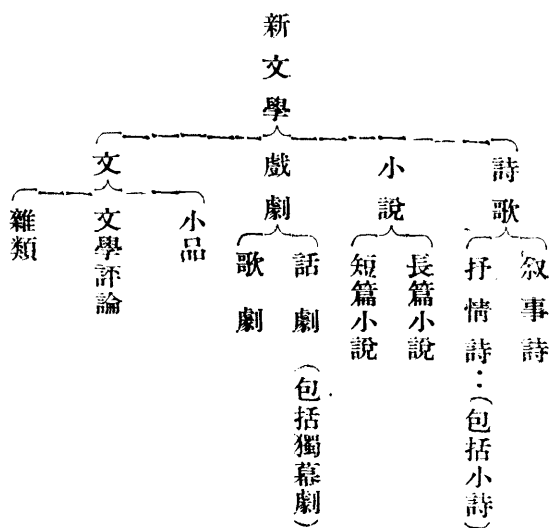 新文學
詩歌
小說
戲劇
文
叙事詩
抒情詩：（包括小詩）
長篇小說
短篇小說
話劇（包括獨幕劇）
歌劇
小品
文學評論
雜類